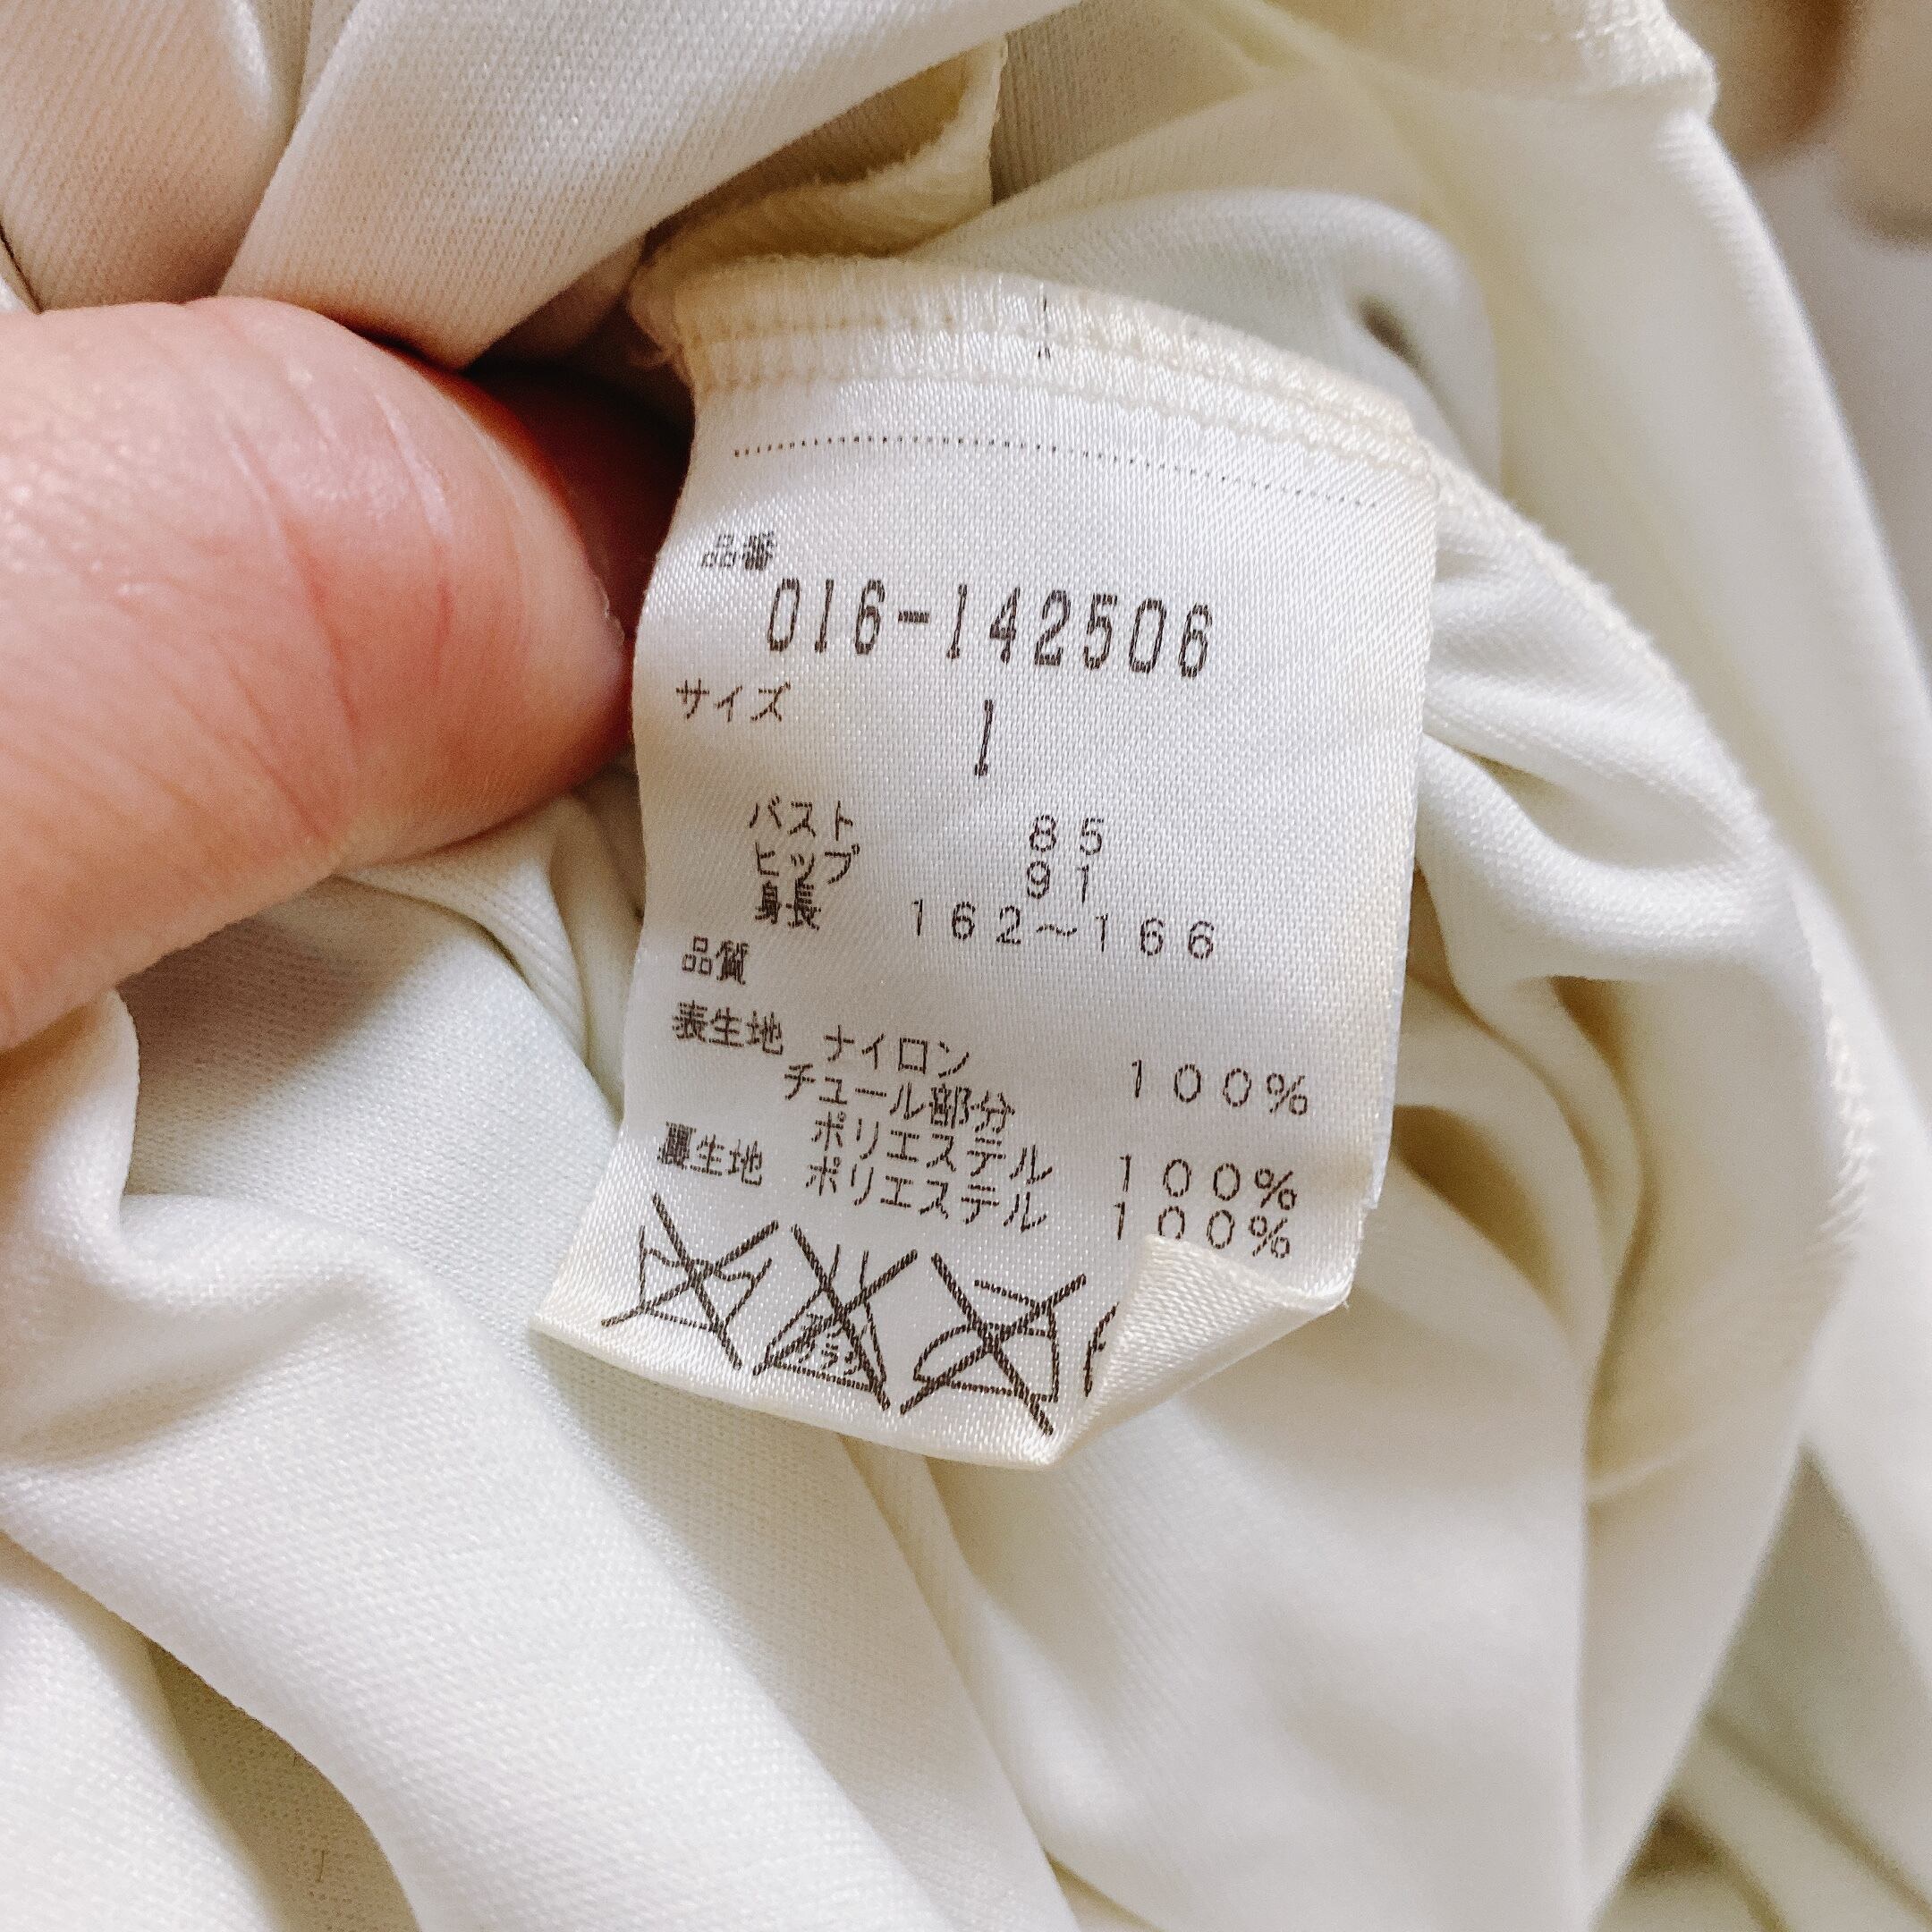 品番
016-142506
サイズ 1
バスト 85
ヒップ 91
身長 162～166
品質
表生地 ナイロン 100%
チュール部分
ポリエステル 100%
裏生地 ポリエステル 100%